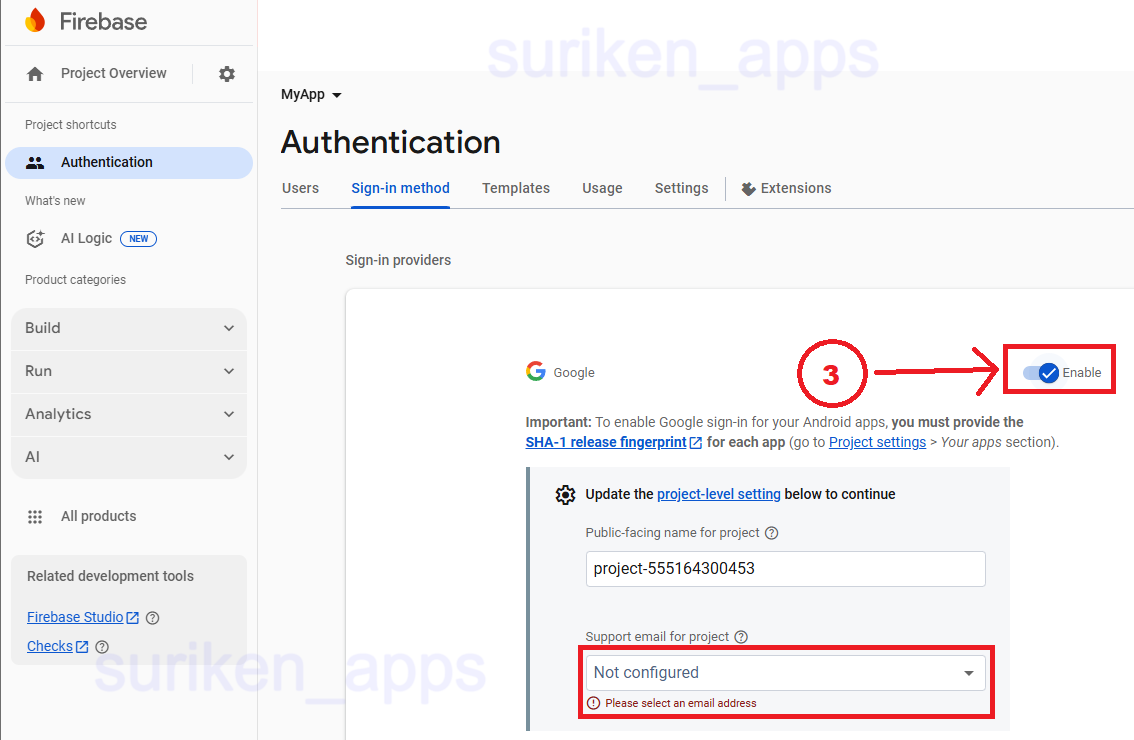 Firebase
suriken_apps
Project Overview
MyApp
Project shortcuts
Authentication
Authentication
What's new
Users Sign-in method Templates Usage Settings Extensions
AI Logic NEW
Sign-in providers
Product categories
Build
Run
Analytics
AI
Google
3
Enable
Important: To enable Google sign-in for your Android apps, you must provide the
SHA-1 release fingerprint for each app (go to Project settings > Your apps section).
Update the project-level setting below to continue
All products
Public-facing name for project
project-555164300453
Related development tools
Firebase Studio
Checks
Support email for project
Not configured
Please select an email address
suriken_apps